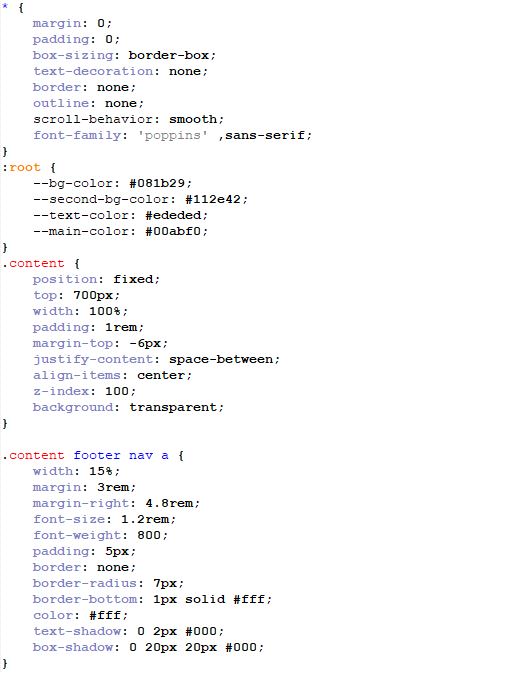 * {
    margin: 0;
    padding: 0;
    box-sizing: border-box;
    text-decoration: none;
    border: none;
    outline: none;
    scroll-behavior: smooth;
    font-family: 'poppins' ,sans-serif;
}
:root {
    --bg-color: #081b29;
    --second-bg-color: #112e42;
    --text-color: #ededed;
    --main-color: #00abf0;
}
.content {
    position: fixed;
    top: 700px;
    width: 100%;
    padding: 1rem;
    margin-top: -6px;
    justify-content: space-between;
    align-items: center;
    z-index: 100;
    background: transparent;
}

.content footer nav a {
    width: 15%;
    margin: 3rem;
    margin-right: 4.8rem;
    font-size: 1.2rem;
    font-weight: 800;
    padding: 5px;
    border: none;
    border-radius: 7px;
    border-bottom: 1px solid #fff;
    color: #fff;
    text-shadow: 0 2px #000;
    box-shadow: 0 20px 20px #000;
}